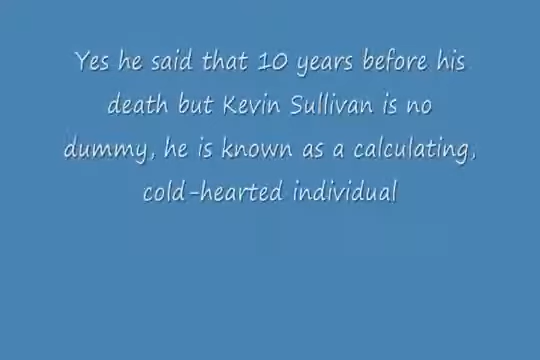 Yes he said that 10 years before his
death but Kevin Sullivan is no
dummy, he is known as a calculating,
cold-hearted individual